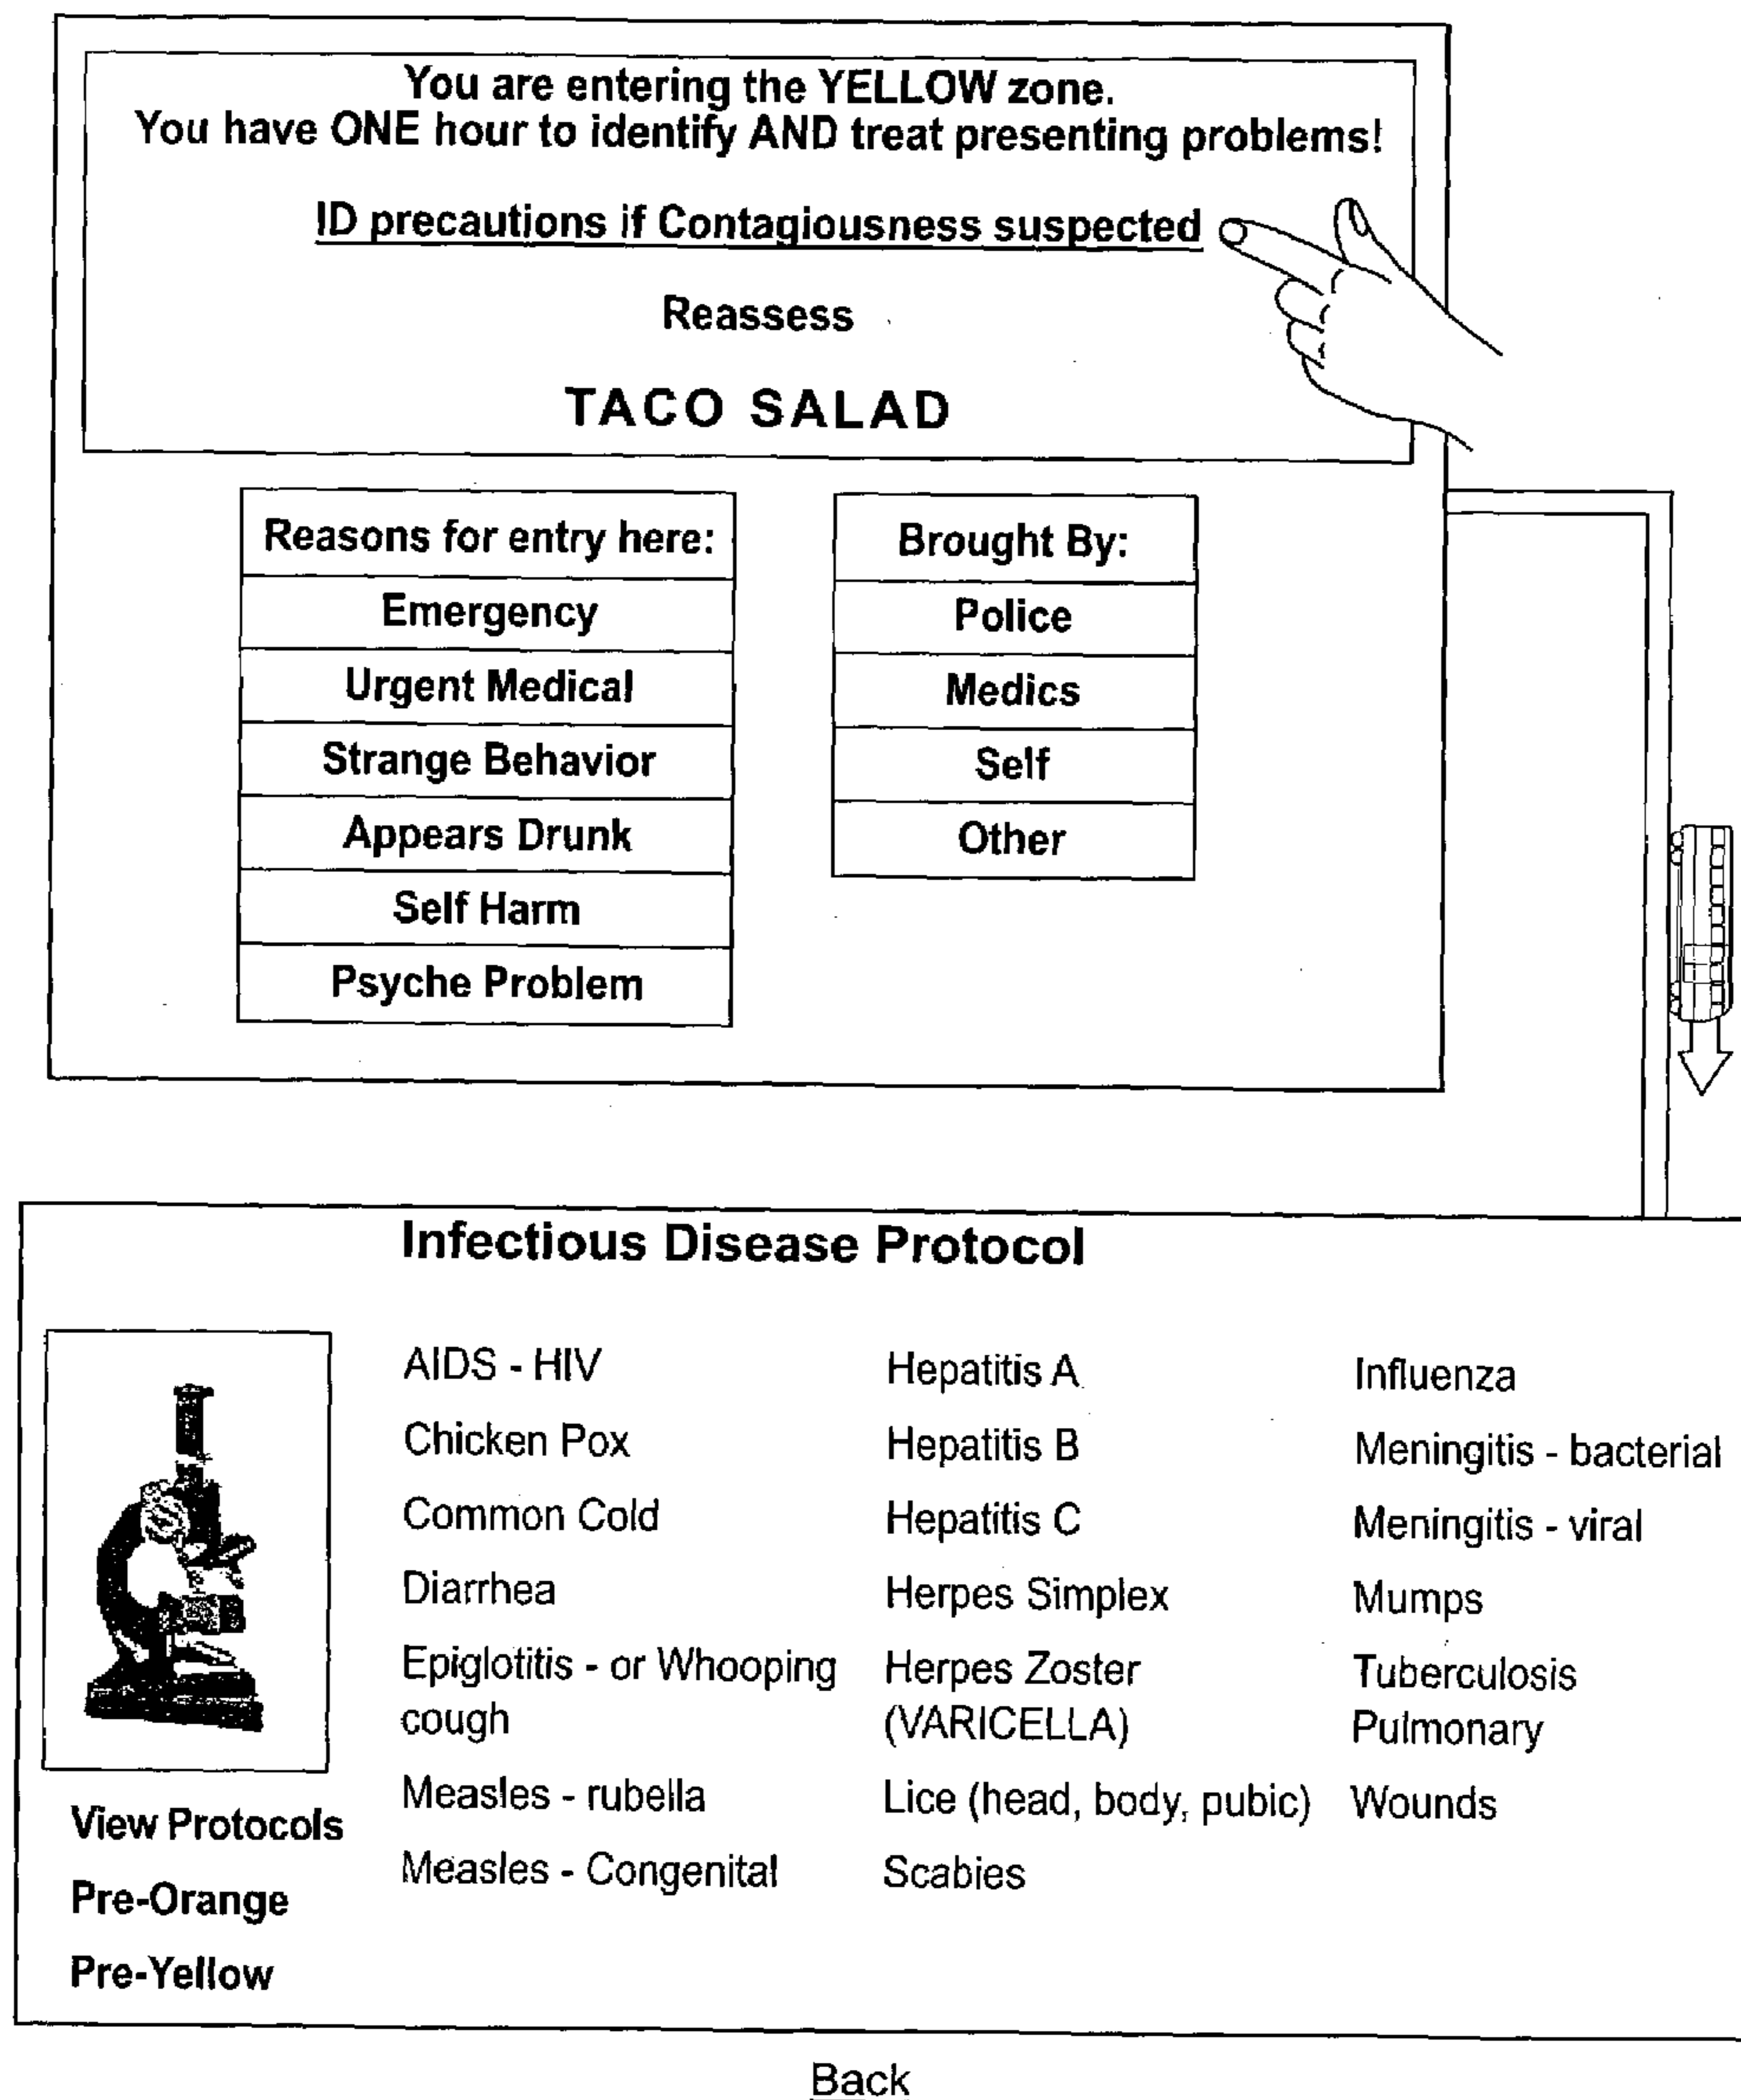 You are entering the YELLOW zone.
You have ONE hour to identify AND treat presenting problems!
ID precautions if Contagiousness suspected
Reassess
TACO SALAD
Reasons for entry here:
Emergency
Urgent Medical
Strange Behavior
Appears Drunk
Self Harm
Psyche Problem
Brought By:
Police
Medics
Self
Other
Infectious Disease Protocol
View Protocols
Pre-Orange
Pre-Yellow
AIDS - HIV
Chicken Pox
Common Cold
Diarrhea
Epiglotitis - or Whooping
cough
Measles - rubella
Measles - Congenital
Hepatitis A
Hepatitis B
Hepatitis C
Herpes Simplex
Herpes Zoster
(VARICELLA)
Lice (head, body, pubic)
Scabies
Influenza
Meningitis - bacterial
Meningitis - viral
Mumps
Tuberculosis
Pulmonary
Wounds
Back